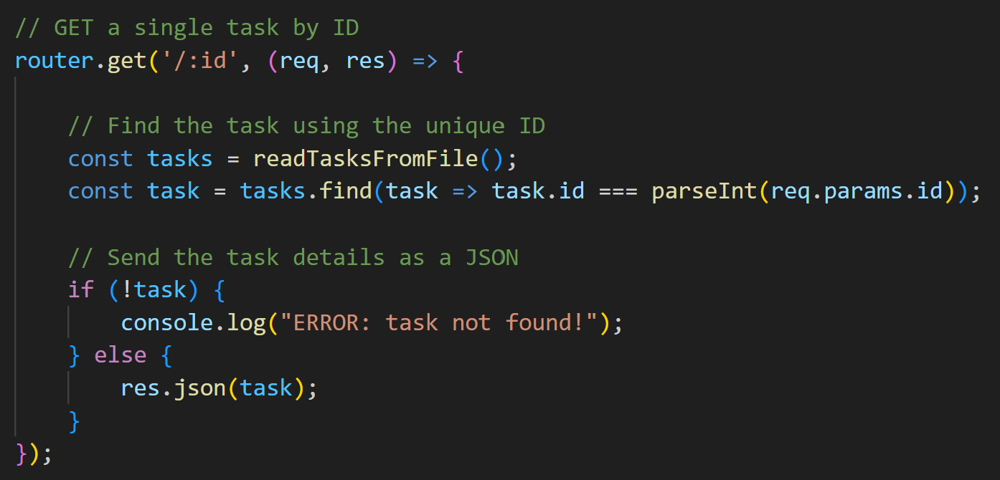 // GET a single task by ID
router.get('/:id', (req, res) => {
// Find the task using the unique ID
const tasks = readTasksFromFile();
const task = tasks.find(task => task.id === parseInt(req.params.id));
// Send the task details as a JSON
if (!task) {
console.log("ERROR: task not found!");
} else {
res.json(task);
}
});